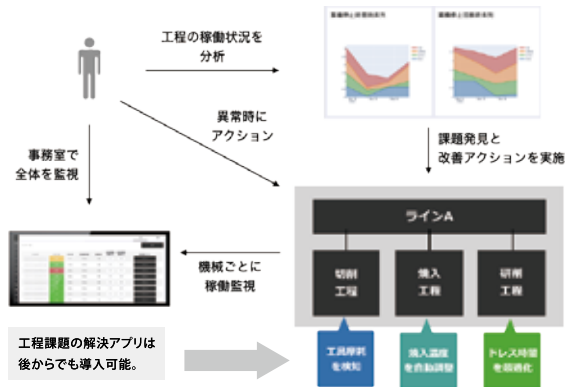 工程の稼働状況を
分析
異常時に
アクション
課題発見と
改善アクションを実施
事務室で
全体を監視
機械ごとに
稼働監視
ラインA
切削
工程
焼入
工程
研削
工程
工具摩耗
を検知
焼入温度
を自動調整
ドレス時間
を最適化
工程課題の解決アプリは
後からでも導入可能。